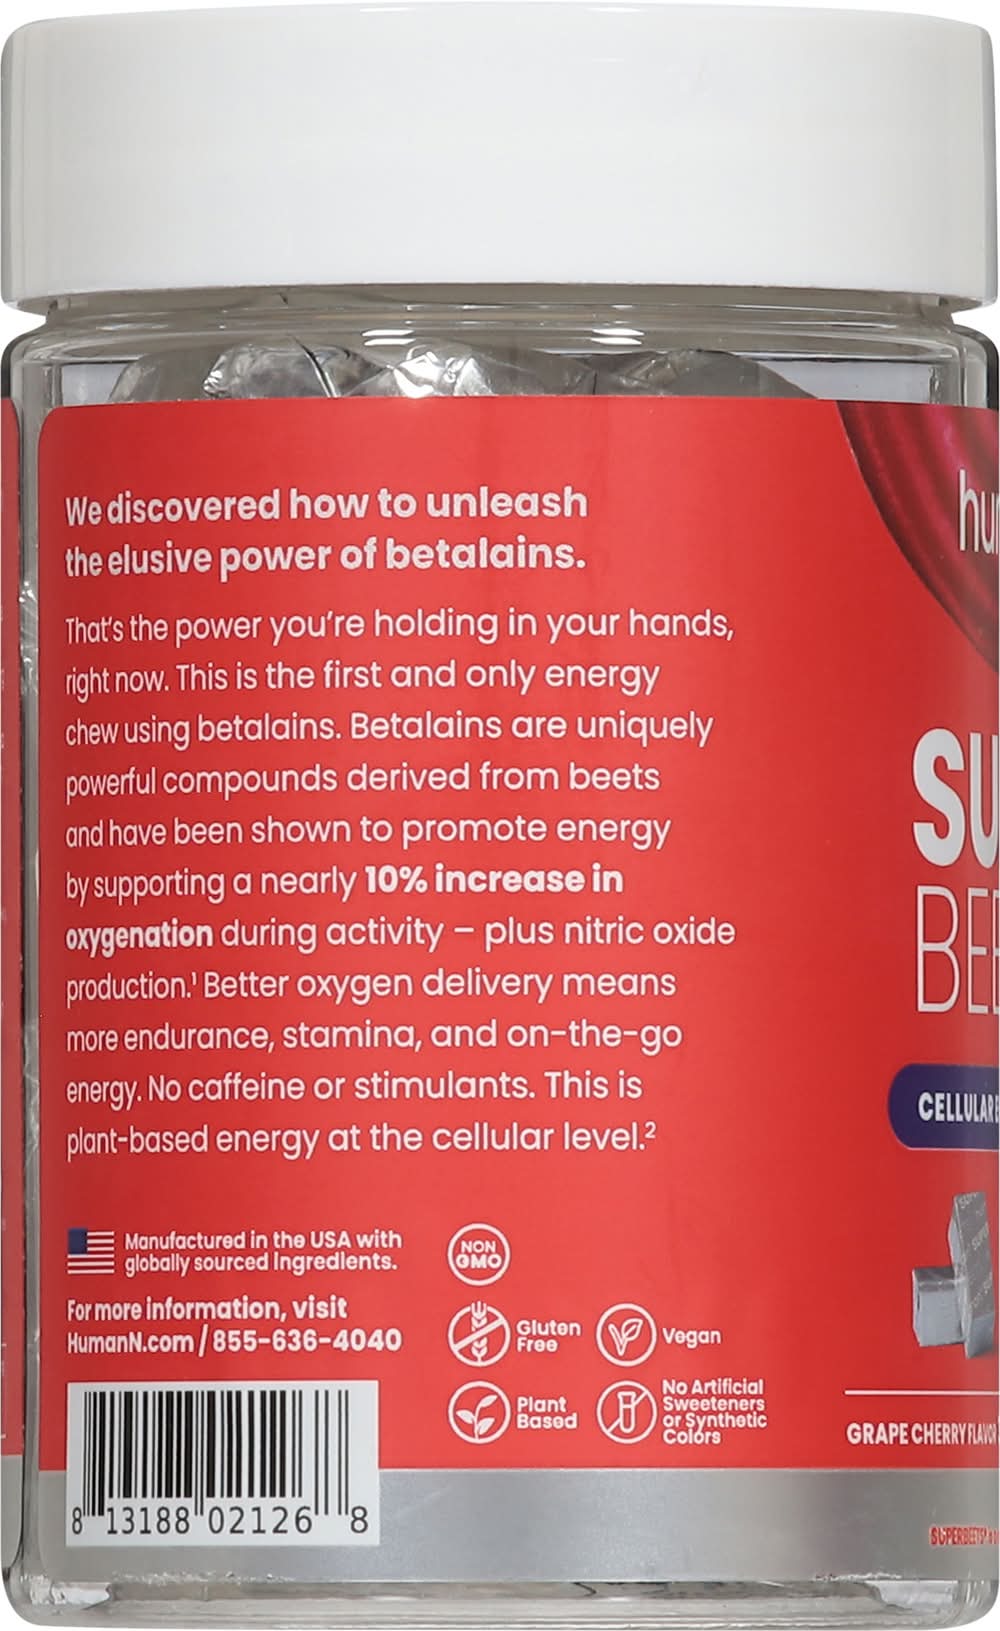 We discovered how to unleash
the elusive power of betalains.
That's the power you're holding in your hands,
right now. This is the first and only energy
chew using betalains. Betalains are uniquely
powerful compounds derived from beets
and have been shown to promote energy
by supporting a nearly 10% increase in
oxygenation during activity – plus nitric oxide
production.¹ Better oxygen delivery means
more endurance, stamina, and on-the-go
energy. No caffeine or stimulants. This is
plant-based energy at the cellular level.²
Manufactured in the USA with
globally sourced ingredients.
For more information, visit
HumanN.com / 855-636-4040
NON
GMO
Gluten
Free
Vegan
Plant
Based
No Artificial
Sweeteners
or Synthetic
Colors
8 13188 02126 8
hu
SU
BE
CELLULAR
GRAPE CHERRY FLAVOR
SUPERBEETS®